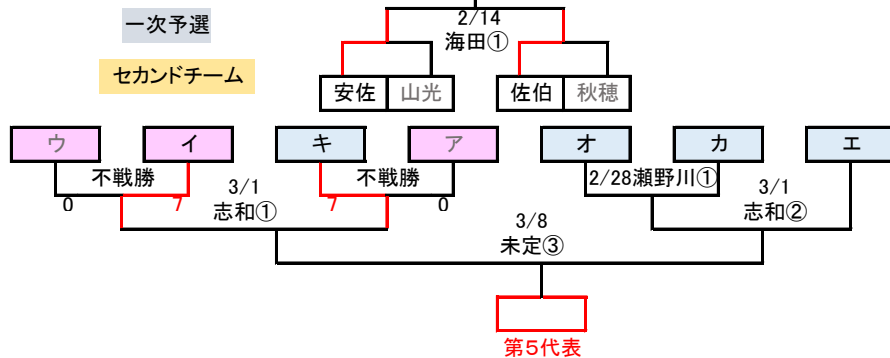 一次予選
セカンドチーム
2/14
海田①
安佐 山光 佐伯 秋穂
ウ イ キ ア オ カ エ
不戦勝 不戦勝 2/28瀬野川①
0 7 7 0
3/1
志和①
3/1
志和②
3/8
未定③
第5代表